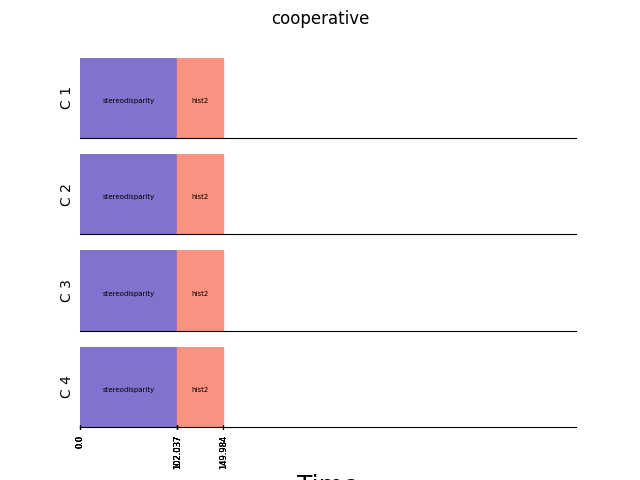 cooperative
C 1
stereodisparity
hist2
C 2
stereodisparity
hist2
C 3
stereodisparity
hist2
C 4
stereodisparity
hist2
0.0
102.037
149.984
Time